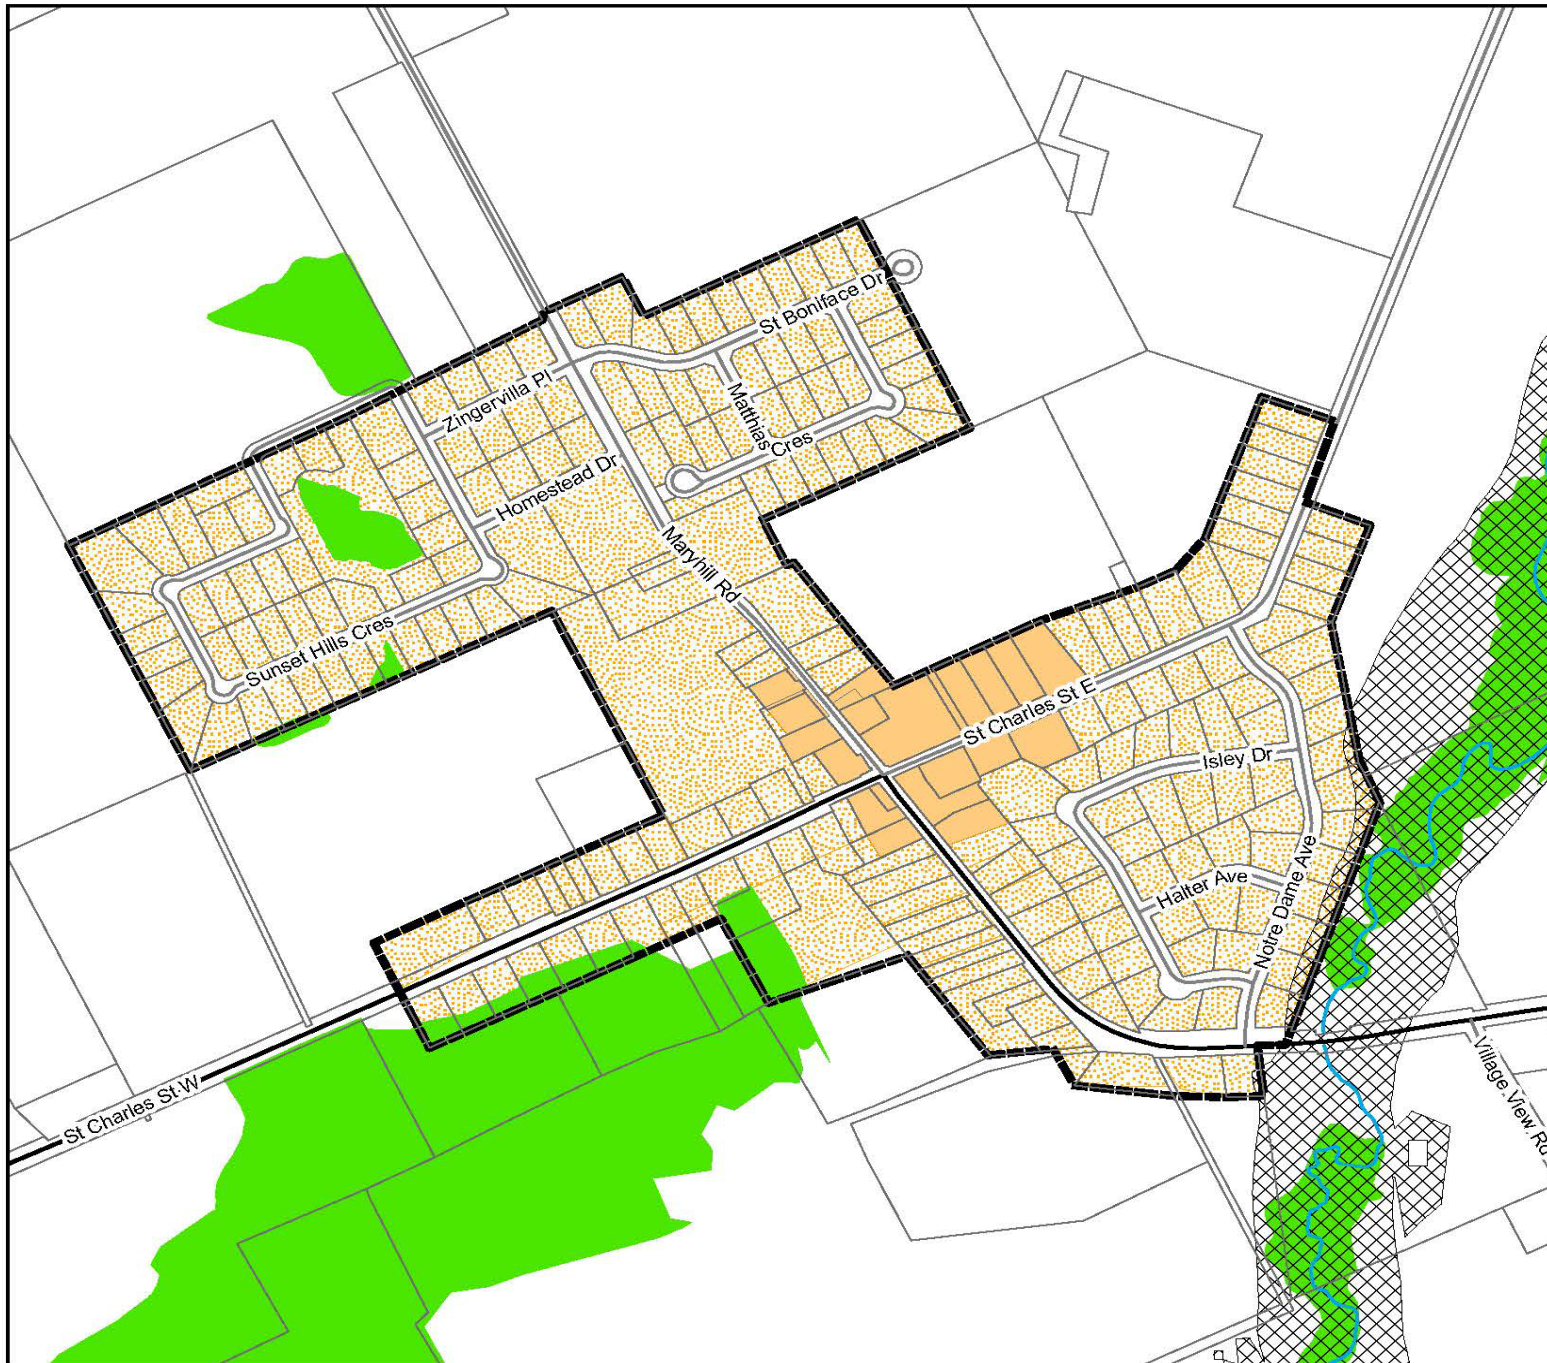 St Boniface Dr
Zingervilla Pl
Matthias
Cres
Homestead Dr
Maryhill Rd
Sunset Hills Cres
St Charles St E
Isley Dr
Halter Ave
Notre Dame Ave
St Charles St W
Village View Rd